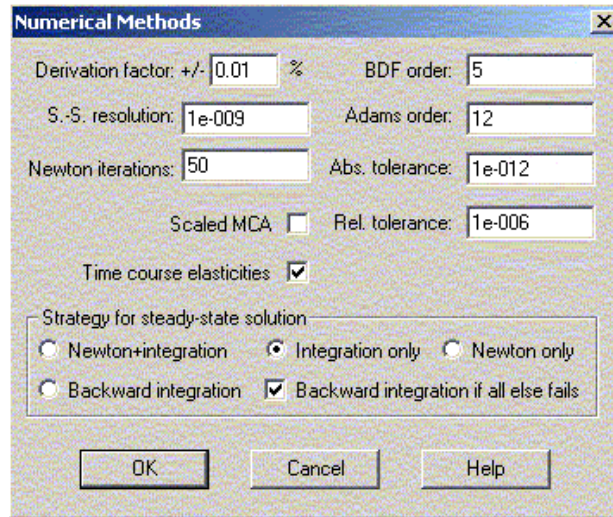 Numerical Methods
Derivation factor: +/- 0.01 % BDF order: 5
S.-S. resolution: 1e-009 Adams order: 12
Newton iterations: 50 Abs. tolerance: 1e-012
Scaled MCA Rel. tolerance: 1e-006
Time course elasticities
Strategy for steady-state solution
Newton+integration Integration only Newton only
Backward integration Backward integration if all else fails
OK Cancel Help